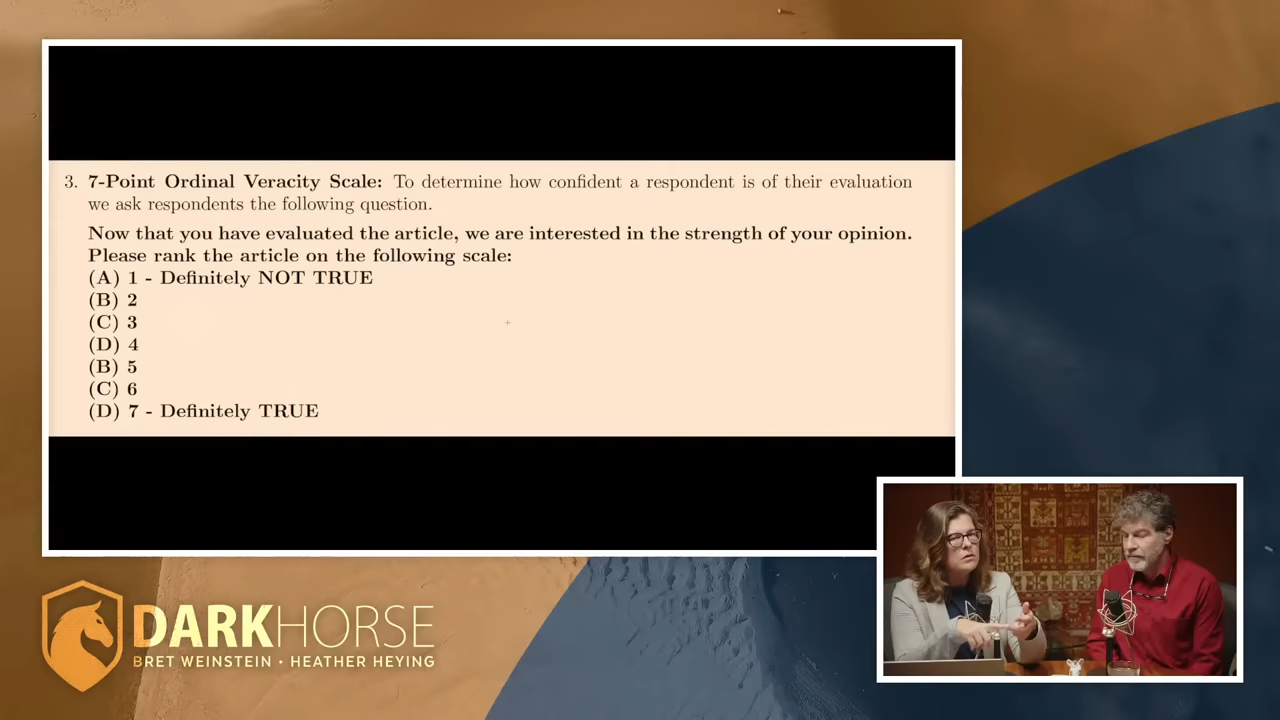 3. 7-Point Ordinal Veracity Scale: To determine how confident a respondent is of their evaluation
we ask respondents the following question.
Now that you have evaluated the article, we are interested in the strength of your opinion.
Please rank the article on the following scale:
(A) 1 - Definitely NOT TRUE
(B) 2
(C) 3
(D) 4
(B) 5
(C) 6
(D) 7 - Definitely TRUE
DARKHORSE
BRET WEINSTEIN · HEATHER HEYING